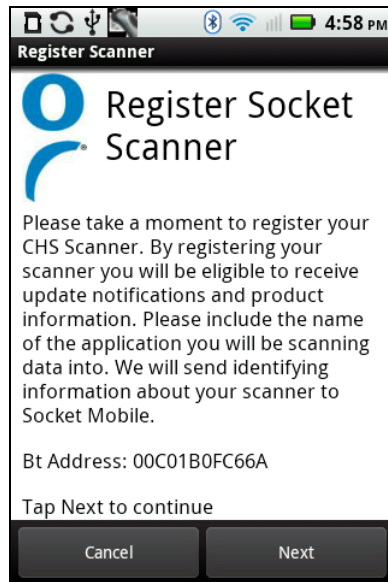 4:58 PM
Register Scanner
Register Socket
Scanner
Please take a moment to register your
CHS Scanner. By registering your
scanner you will be eligible to receive
update notifications and product
information. Please include the name
of the application you will be scanning
data into. We will send identifying
information about your scanner to
Socket Mobile.
Bt Address: 00C01B0FC66A
Tap Next to continue
Cancel Next